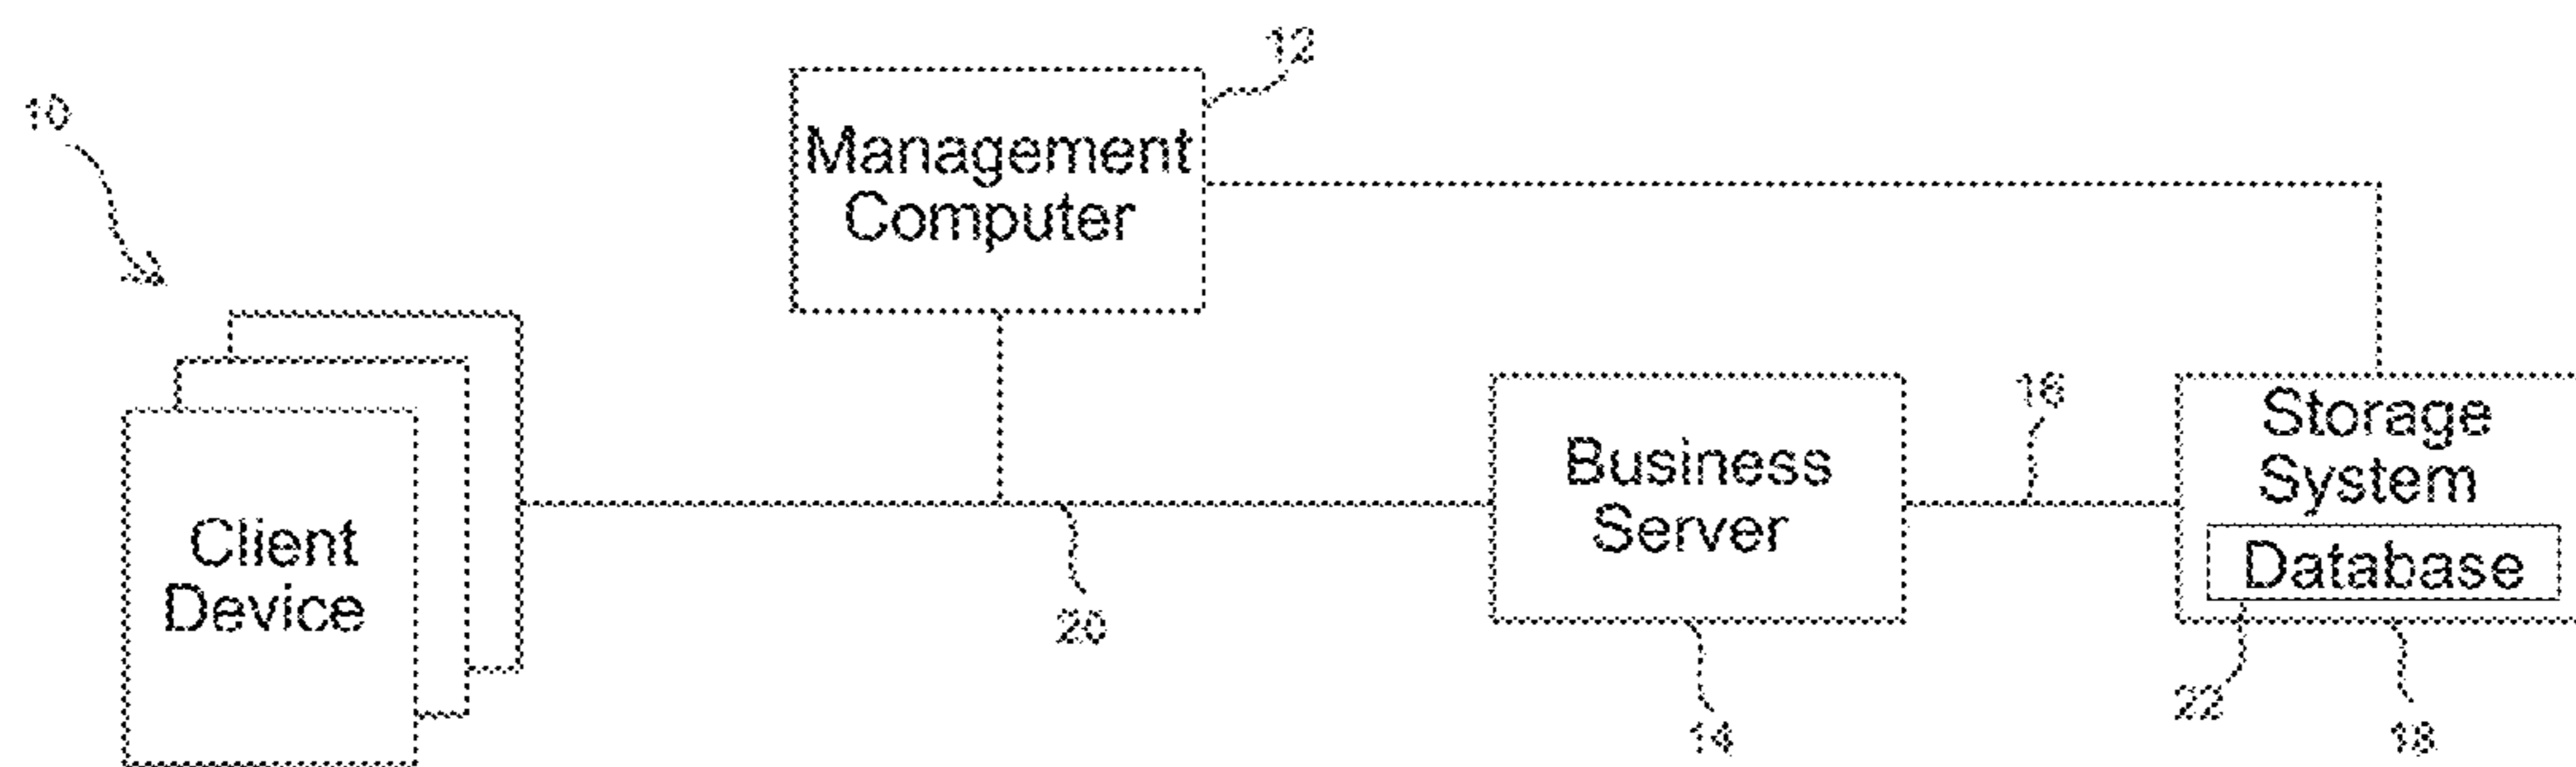 12
10
Management
Computer
16
Storage
System
Business
Server
Database
Client
Device
20
22
14
18